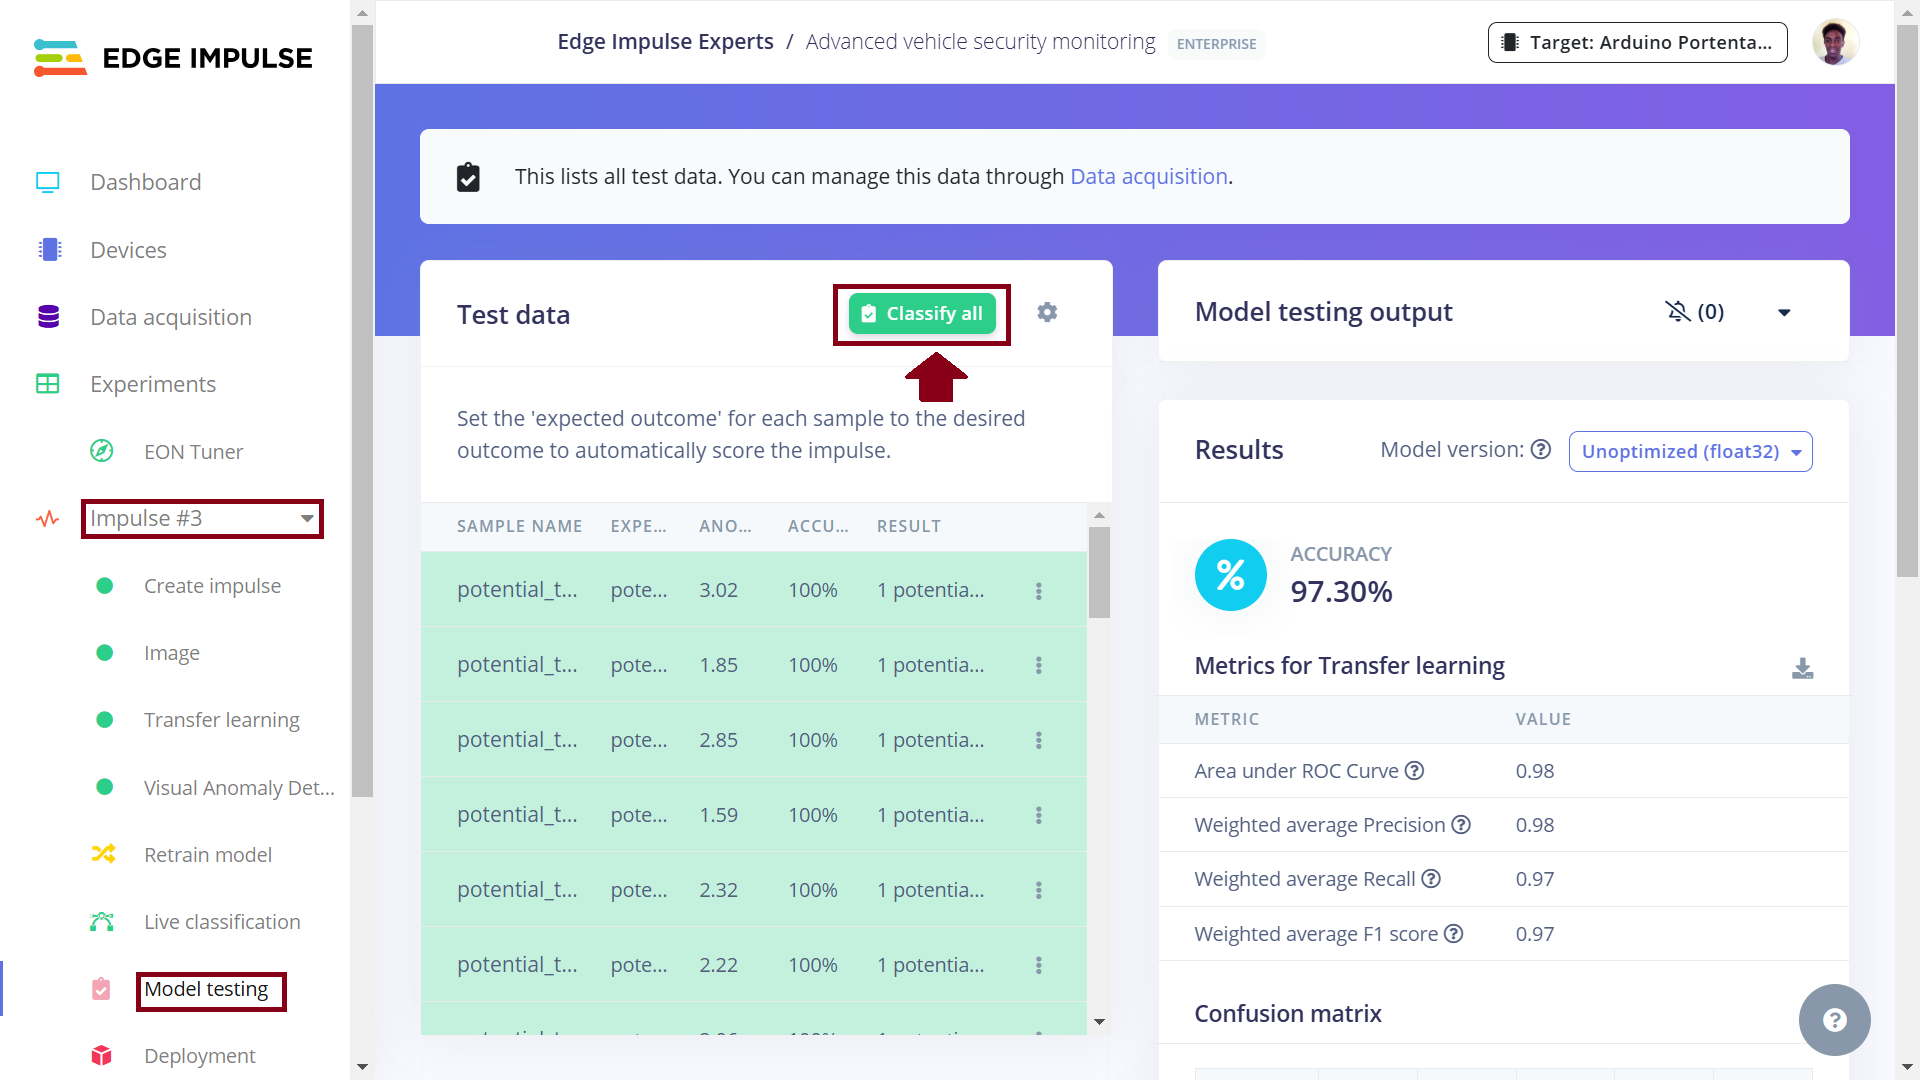 EDGE IMPULSE
Edge Impulse Experts / Advanced vehicle security monitoring ENTERPRISE
Target: Arduino Portenta...
Dashboard
Devices
Data acquisition
Experiments
EON Tuner
Impulse #3
Create impulse
Image
Transfer learning
Visual Anomaly Det...
Retrain model
Live classification
Model testing
Deployment
This lists all test data. You can manage this data through Data acquisition.
Test data
Classify all
Set the 'expected outcome' for each sample to the desired
outcome to automatically score the impulse.
SAMPLE NAME EXPE... ANO... ACCU... RESULT
potential_t... pote... 3.02 100% 1 potentia...
potential_t... pote... 1.85 100% 1 potentia...
potential_t... pote... 2.85 100% 1 potentia...
potential_t... pote... 1.59 100% 1 potentia...
potential_t... pote... 2.32 100% 1 potentia...
potential_t... pote... 2.22 100% 1 potentia...
Model testing output
(0)
Results
Model version: Unoptimized (float32)
%
ACCURACY
97.30%
Metrics for Transfer learning
METRIC VALUE
Area under ROC Curve 0.98
Weighted average Precision 0.98
Weighted average Recall 0.97
Weighted average F1 score 0.97
Confusion matrix